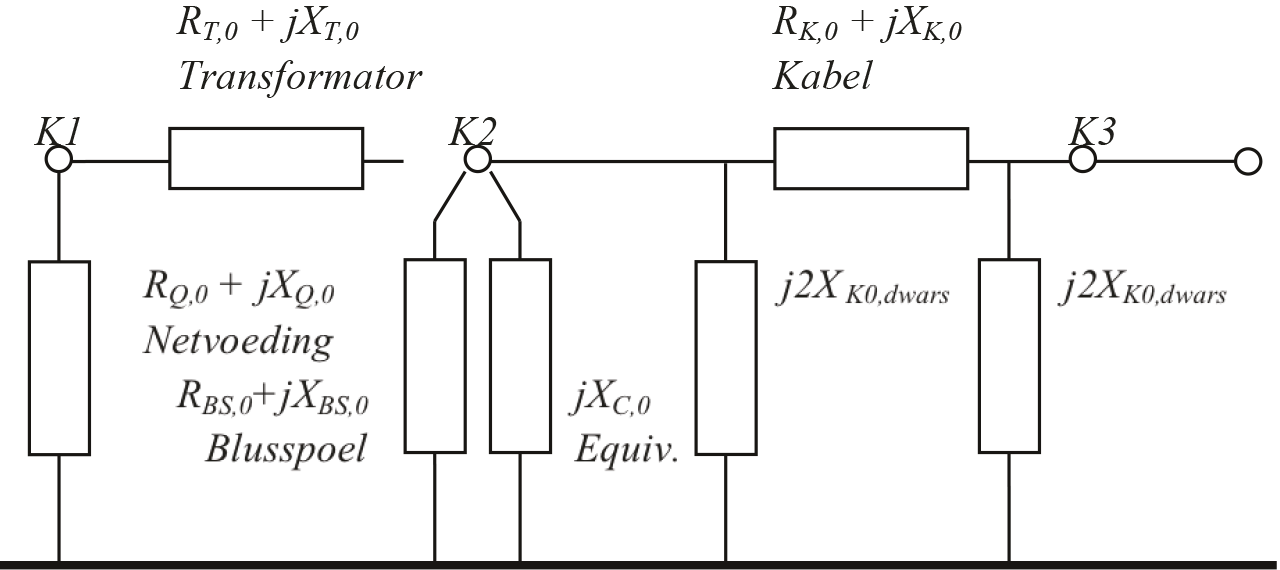 R_{T,0} + jX_{T,0}
Transformator
R_{K,0} + jX_{K,0}
Kabel
K1
K2
K3
R_{Q,0} + jX_{Q,0}
Netvoeding
R_{BS,0}+jX_{BS,0}
Blusspoel
jX_{C,0}
Equiv.
j2X_{K0,dwars}
j2X_{K0,dwars}